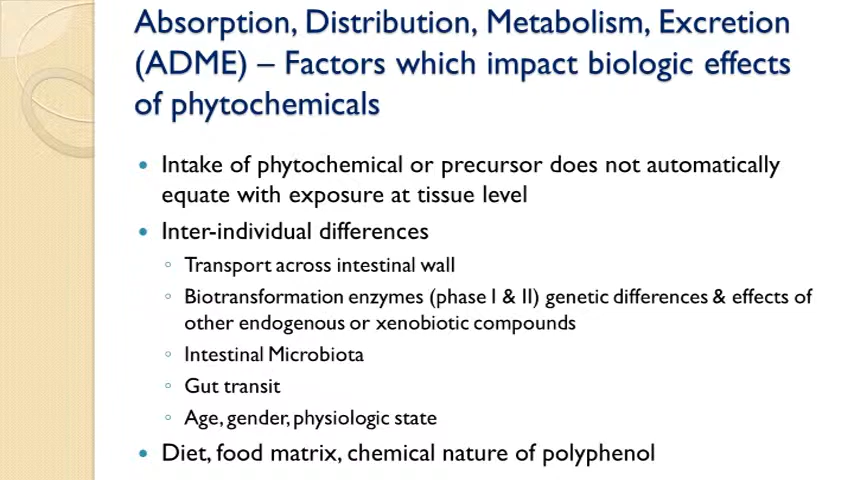 Absorption, Distribution, Metabolism, Excretion
(ADME) – Factors which impact biologic effects
of phytochemicals
• Intake of phytochemical or precursor does not automatically
equate with exposure at tissue level
• Inter-individual differences
◦ Transport across intestinal wall
◦ Biotransformation enzymes (phase I & II) genetic differences & effects of
other endogenous or xenobiotic compounds
◦ Intestinal Microbiota
◦ Gut transit
◦ Age, gender, physiologic state
• Diet, food matrix, chemical nature of polyphenol